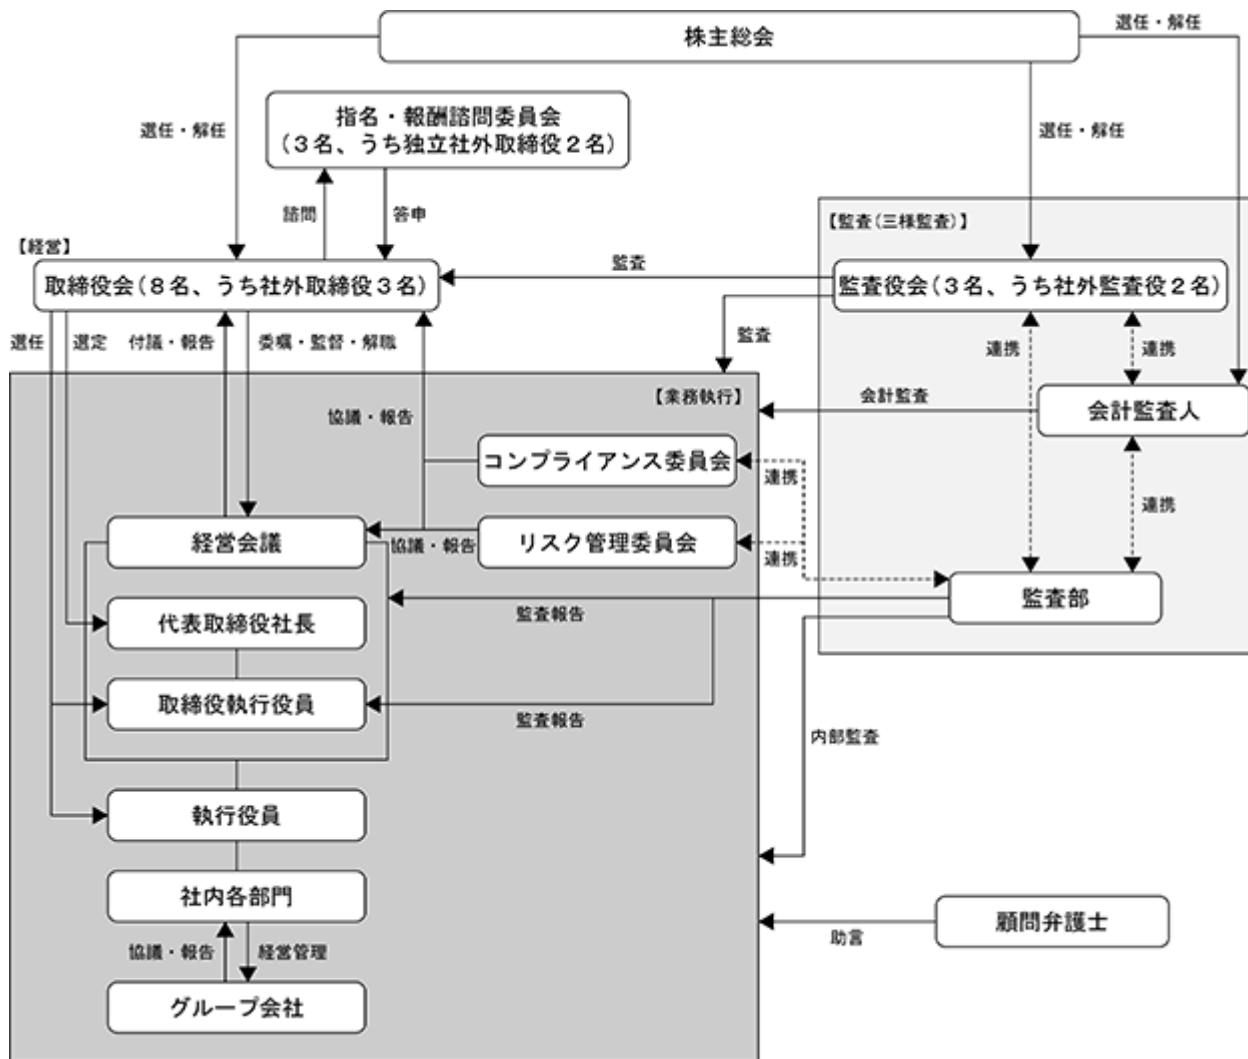 株主総会
選任・解任
選任・解任
選任・解任
指名・報酬諮問委員会
(3名、うち独立社外取締役2名)
諮問
答申
【経営】
取締役会(8名、うち社外取締役3名)
監査
【監査(三様監査)】
監査役会(3名、うち社外監査役2名)
選任
選定
付議・報告
委嘱・監督・解職
監査
連携
連携
【業務執行】
会計監査
会計監査人
協議・報告
コンプライアンス委員会
連携
連携
経営会議
協議・報告
リスク管理委員会
連携
監査部
代表取締役社長
監査報告
取締役執行役員
監査報告
内部監査
執行役員
社内各部門
顧問弁護士
助言
協議・報告
経営管理
グループ会社